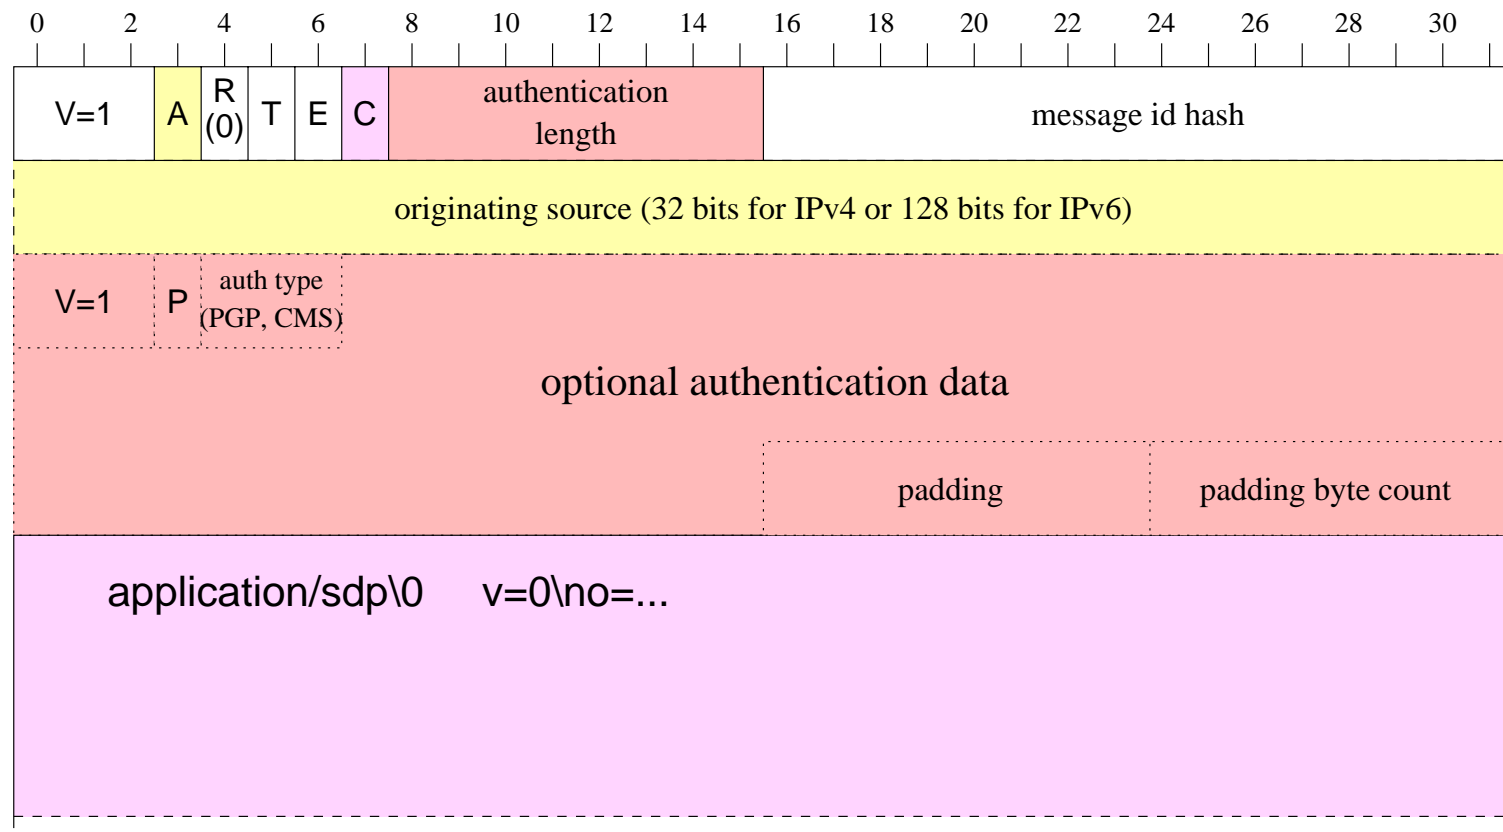 0 2 4 6 8 10 12 14 16 18 20 22 24 26 28 30
V=1 A R (0) T E C authentication length message id hash
originating source (32 bits for IPv4 or 128 bits for IPv6)
V=1 P auth type (PGP, CMS)
optional authentication data
padding padding byte count
application/sdp\0 v=0\no=...